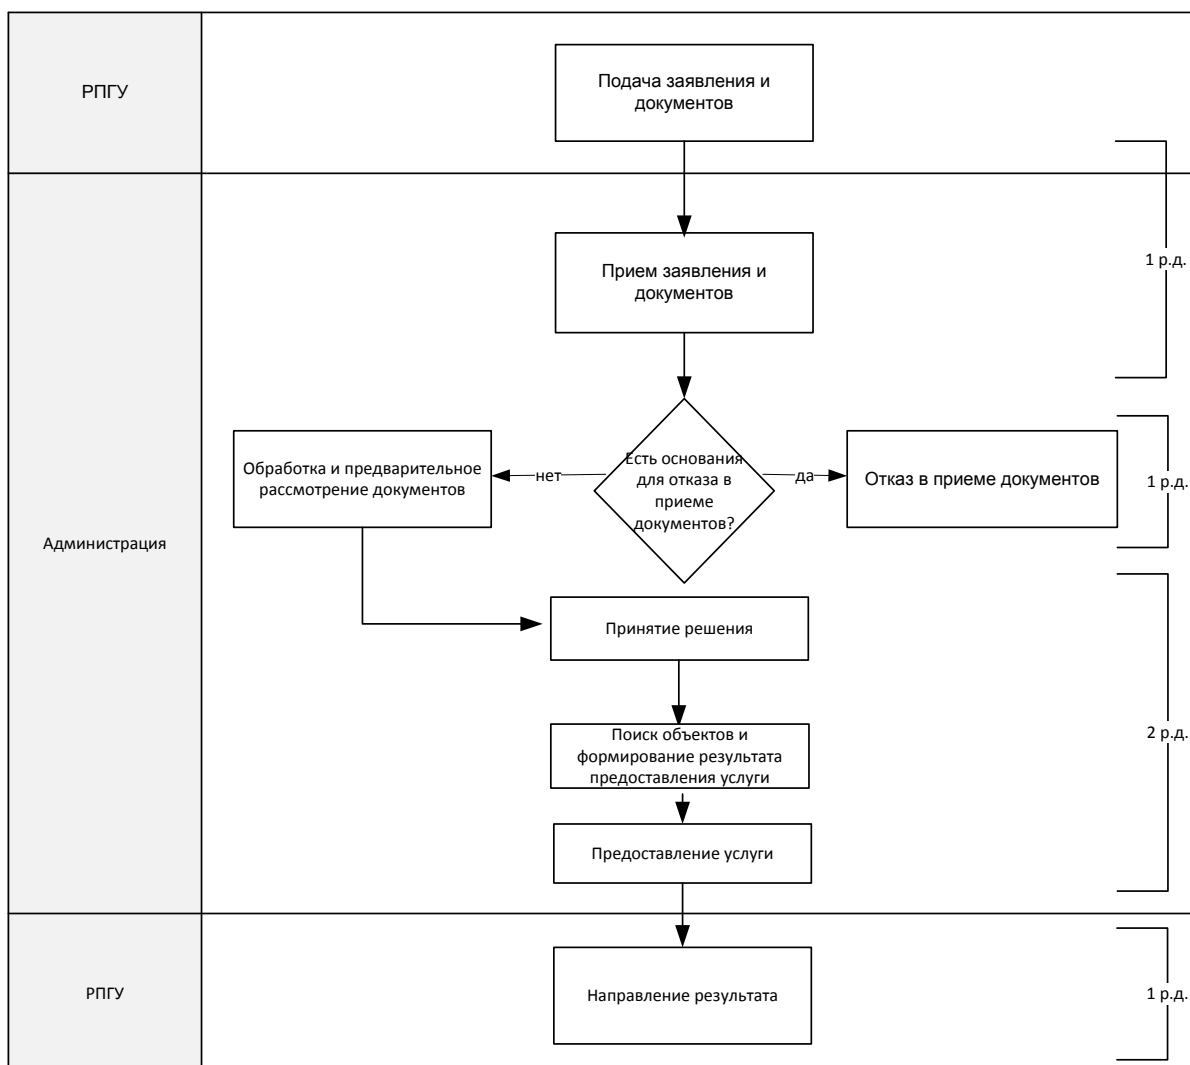 РПГУ
Подача заявления и
документов
Прием заявления и
документов
1 р.д.
Обработка и предварительное
рассмотрение документов
нет
Есть основания
для отказа в
приеме
документов?
да
Отказ в приеме документов
1 р.д.
Администрация
Принятие решения
Поиск объектов и
формирование результата
предоставления услуги
2 р.д.
Предоставление услуги
РПГУ
Направление результата
1 р.д.